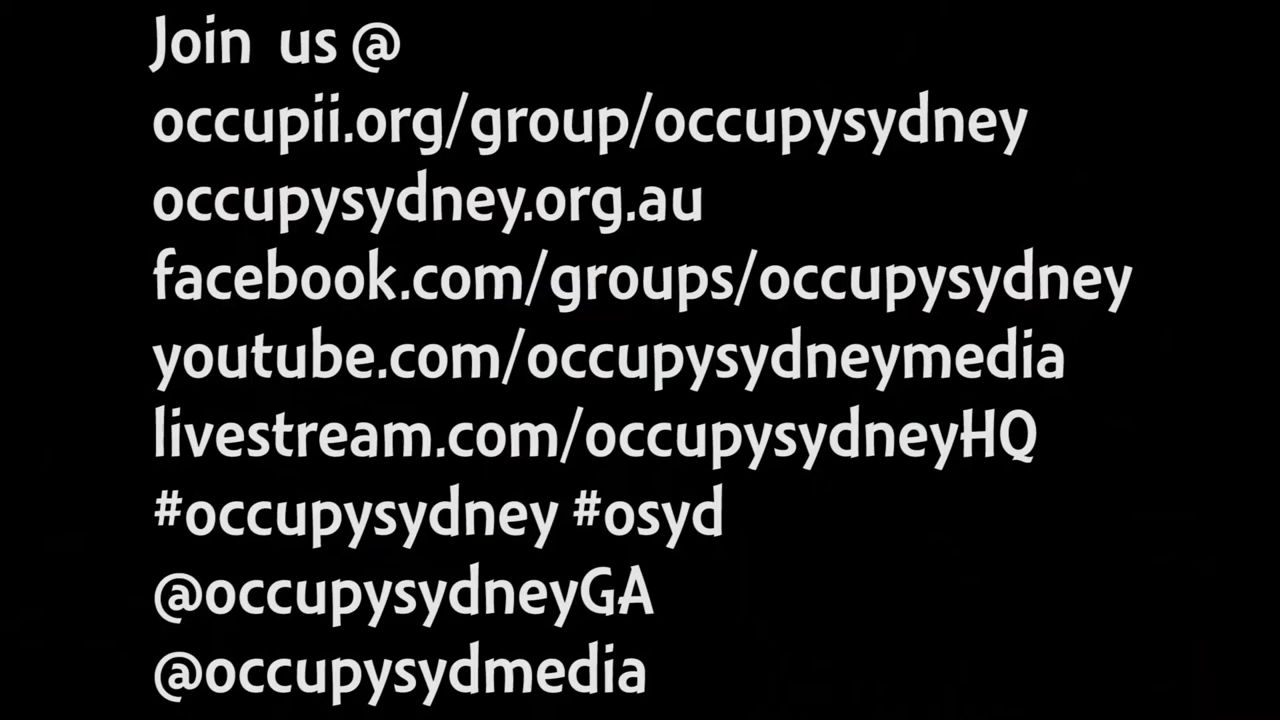 Join us @
occupii.org/group/occupysydney
occupysydney.org.au
facebook.com/groups/occupysydney
youtube.com/occupysydneymedia
livestream.com/occupysydneyHQ
#occupysydney #osyd
@occupysydneyGA
@occupysydmedia